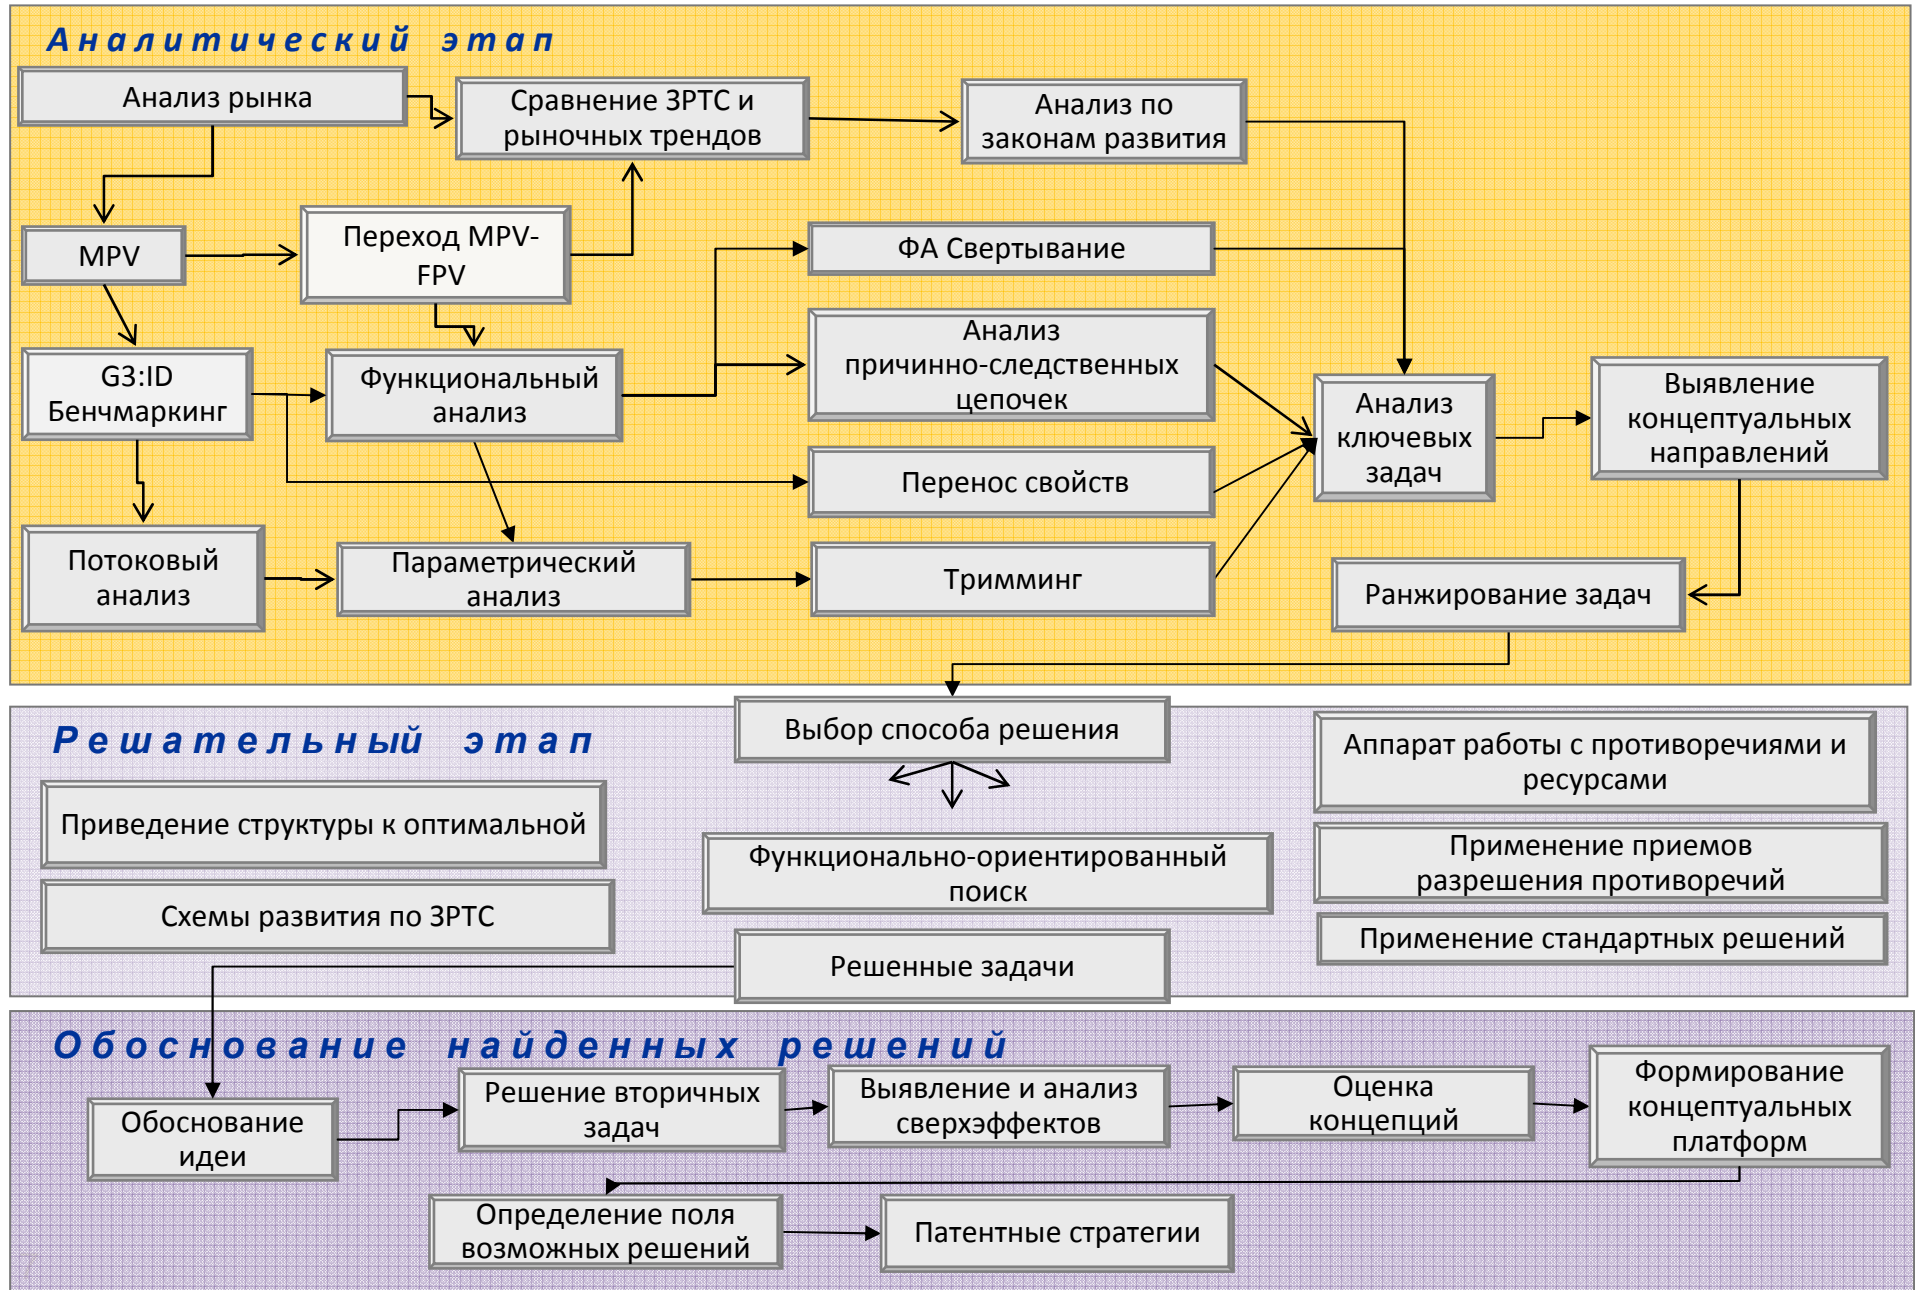 Аналитический этап
Анализ рынка
Сравнение ЗРТС и
рыночных трендов
Анализ по
законам развития
MPV
Переход MPV-
FPV
ФА Свертывание
G3:ID
Бенчмаркинг
Функциональный
анализ
Анализ
причинно-следственных
цепочек
Анализ
ключевых
задач
Выявление
концептуальных
направлений
Перенос свойств
Потоковый
анализ
Параметрический
анализ
Тримминг
Ранжирование задач
Решательный этап
Выбор способа решения
Аппарат работы с противоречиями и
ресурсами
Приведение структуры к оптимальной
Функционально-ориентированный
поиск
Применение приемов
разрешения противоречий
Схемы развития по ЗРТС
Применение стандартных решений
Решенные задачи
Обоснование найденных решений
Обоснование
идеи
Решение вторичных
задач
Выявление и анализ
сверхэффектов
Оценка
концепций
Формирование
концептуальных
платформ
Определение поля
возможных решений
Патентные стратегии
7